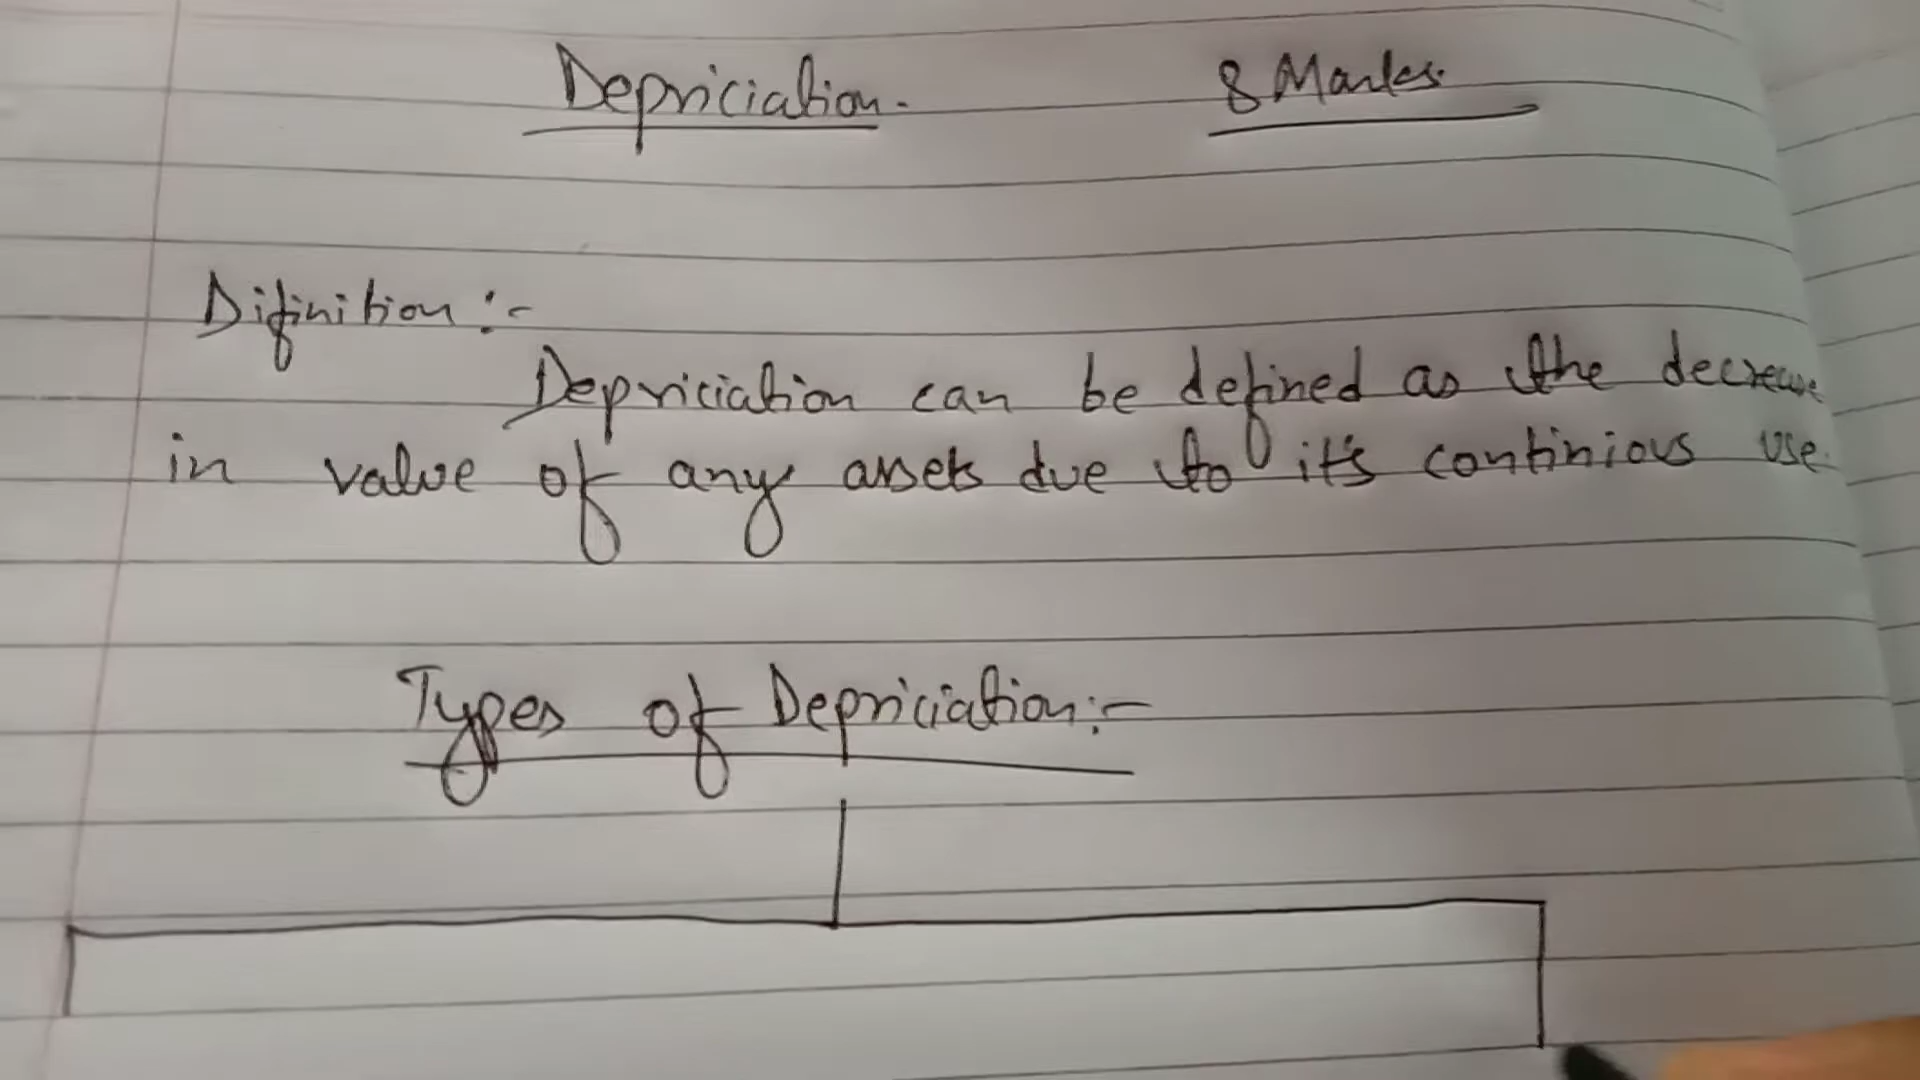 Depriciation. 8 Marks.
Difinition :-
Depriciation can be defined as the decrease
in value of any assets due to it's continious use.
Types of Depriciation:-